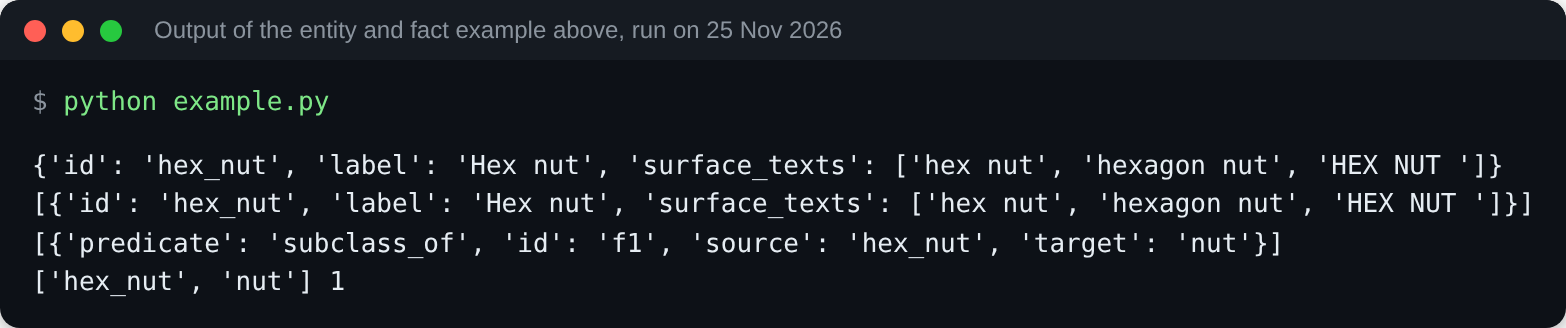 Output of the entity and fact example above, run on 25 Nov 2026
$ python example.py
{'id': 'hex_nut', 'label': 'Hex nut', 'surface_texts': ['hex nut', 'hexagon nut', 'HEX NUT ']}
[{'id': 'hex_nut', 'label': 'Hex nut', 'surface_texts': ['hex nut', 'hexagon nut', 'HEX NUT ']}]
[{'predicate': 'subclass_of', 'id': 'f1', 'source': 'hex_nut', 'target': 'nut'}]
['hex_nut', 'nut'] 1